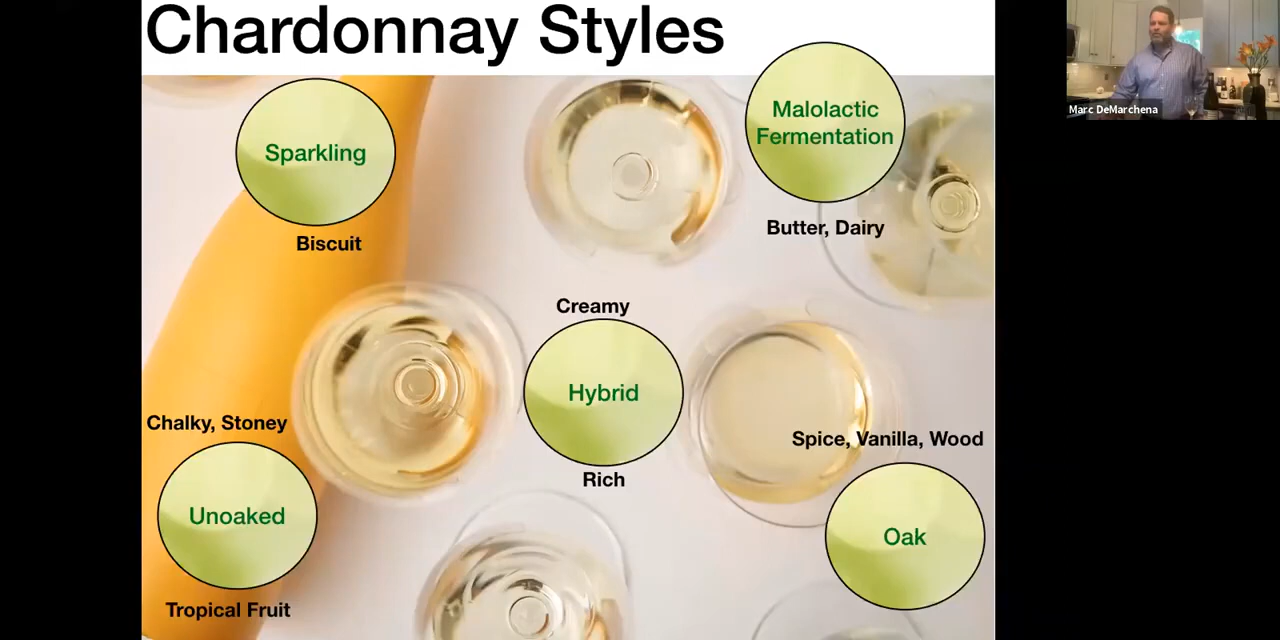 Chardonnay Styles
Marc DeMarchena
Sparkling
Biscuit
Malolactic
Fermentation
Butter, Dairy
Creamy
Hybrid
Rich
Chalky, Stoney
Unoaked
Tropical Fruit
Spice, Vanilla, Wood
Oak